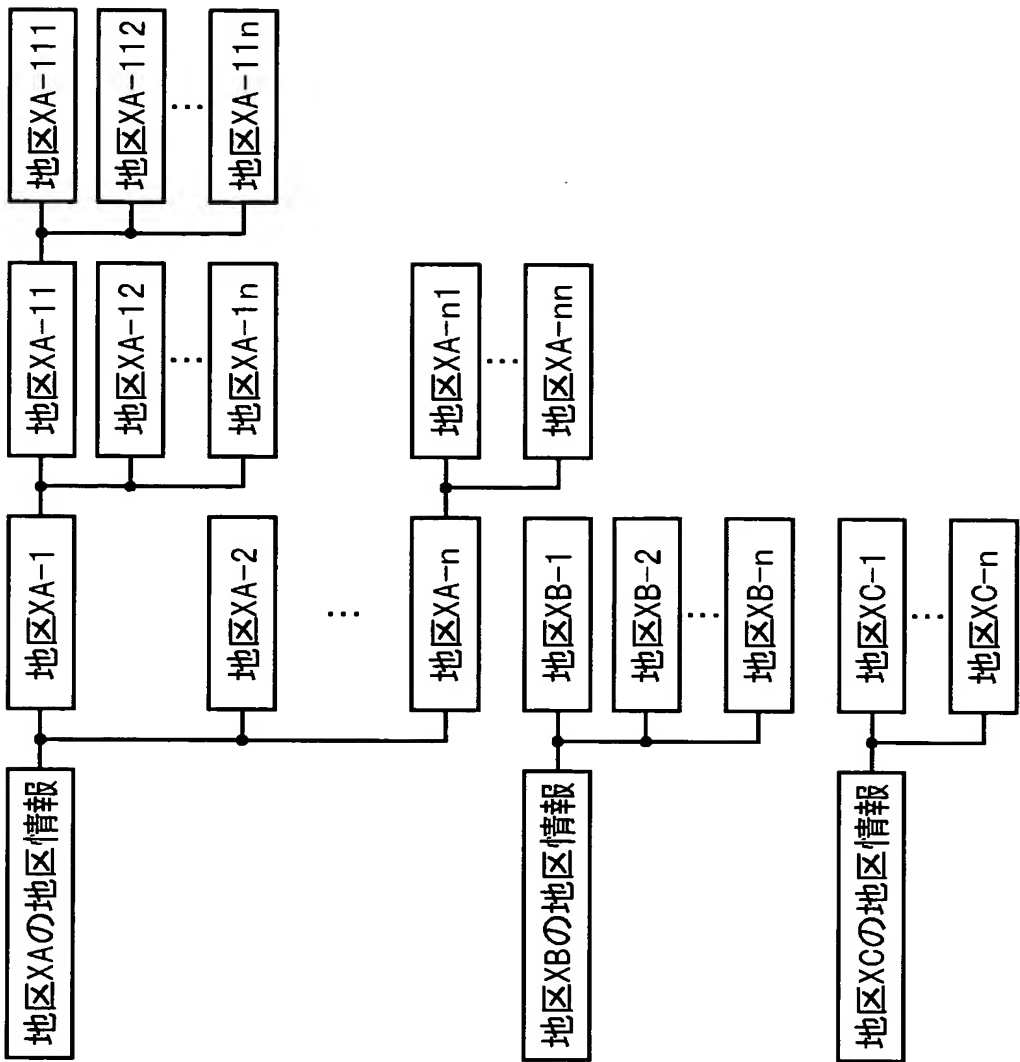 地区XAの地区情報
地区XA-1
地区XA-11
地区XA-111
地区XA-112
…
地区XA-11n
地区XA-12
…
地区XA-1n
地区XA-2
…
地区XA-n
地区XA-n1
…
地区XA-nn
地区XBの地区情報
地区XB-1
地区XB-2
…
地区XB-n
地区XCの地区情報
地区XC-1
…
地区XC-n